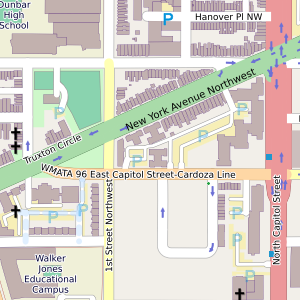 Dunbar
High
School
P
Hanover Pl NW
P
New York Avenue Northwest
P
P
Truxton Circle
WMATA 96 East Capitol Street-Cardoza Line
P
P
P
P
1st Street Northwest
North Capitol Street
Walker
Jones
Educational
Campus
P